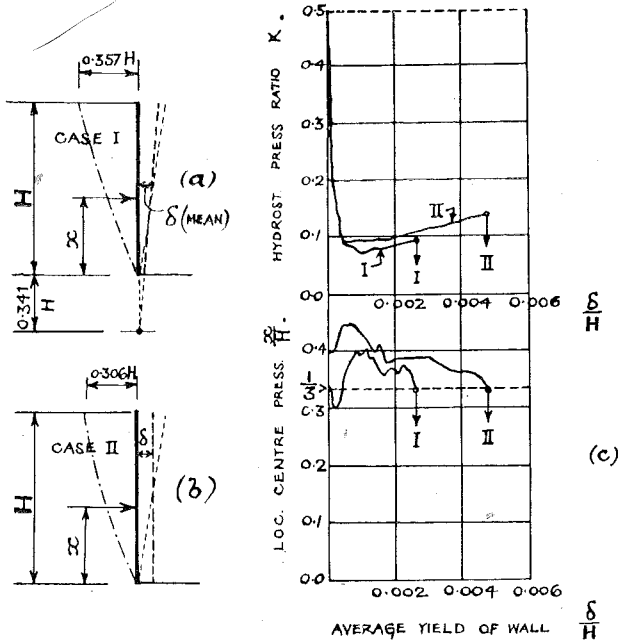 0.357H
CASE I
H
x
(a)
δ (MEAN)
0.341 H
0.306H
CASE II
δ
H
x
(b)
HYDROST. PRESS RATIO K.
0.5
0.4
0.3
0.2
0.1
0.0
II
I
I
II
0.002 0.004 0.006
δ/H
LOC. CENTRE PRESS. x/H.
0.4
1/3
0.3
0.2
0.1
0.0
I
II
(c)
0.002 0.004 0.006
AVERAGE YIELD OF WALL δ/H